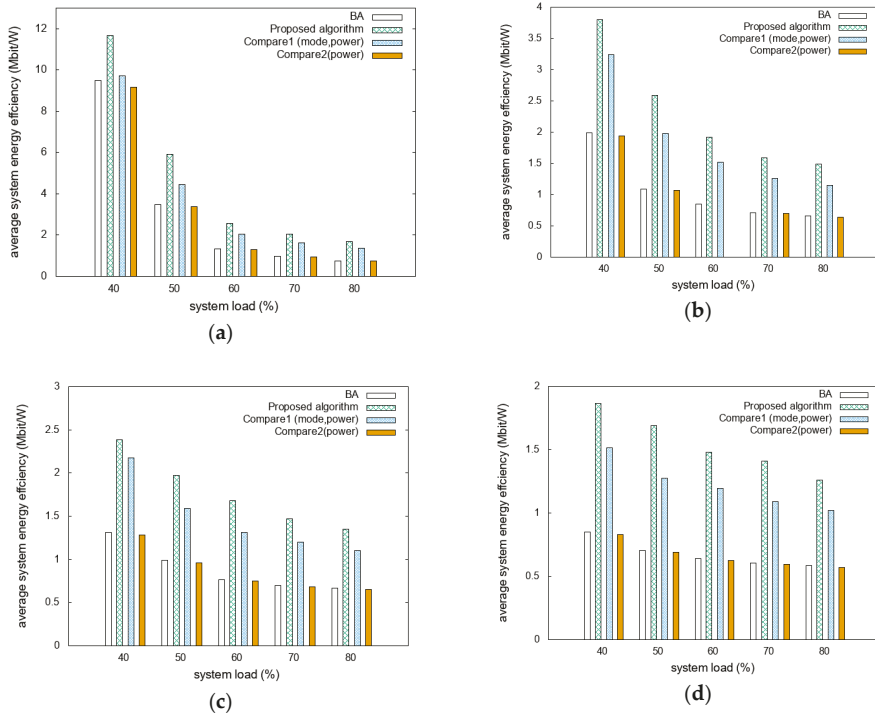 BA
Proposed algorithm
Compare1 (mode,power)
Compare2(power)
average system energy effciency (Mbit/W)
12
10
8
6
4
2
0
40 50 60 70 80
system load (%)
(a)
BA
Proposed algorithm
Compare1 (mode,power)
Compare2(power)
average system energy effciency (Mbit/W)
4
3.5
3
2.5
2
1.5
1
0.5
0
40 50 60 70 80
system load (%)
(b)
BA
Proposed algorithm
Compare1 (mode,power)
Compare2(power)
average system energy effciency (Mbit/W)
3
2.5
2
1.5
1
0.5
0
40 50 60 70 80
system load (%)
(c)
BA
Proposed algorithm
Compare1 (mode,power)
Compare2(power)
average system energy effciency (Mbit/W)
2
1.5
1
0.5
0
40 50 60 70 80
system load (%)
(d)